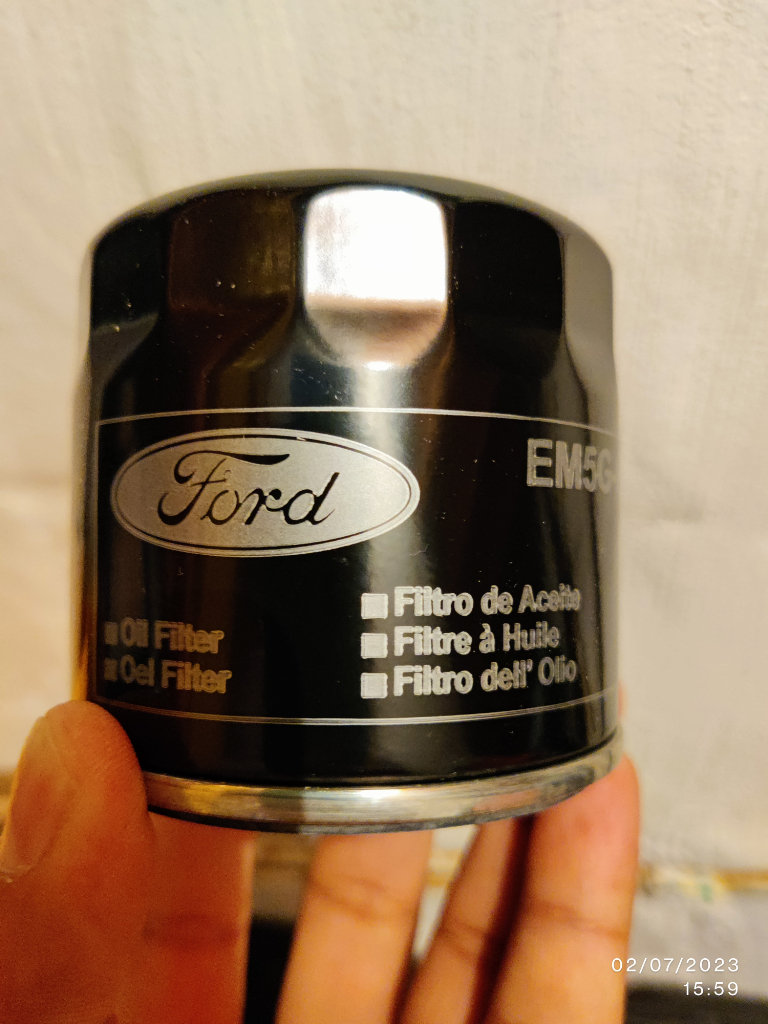 Ford
EM5G
■ Oil Filter
■ Oel Filter
■ Filtro de Aceite
■ Filtre à Huile
■ Filtro dell' Olio
02/07/2023
15:59